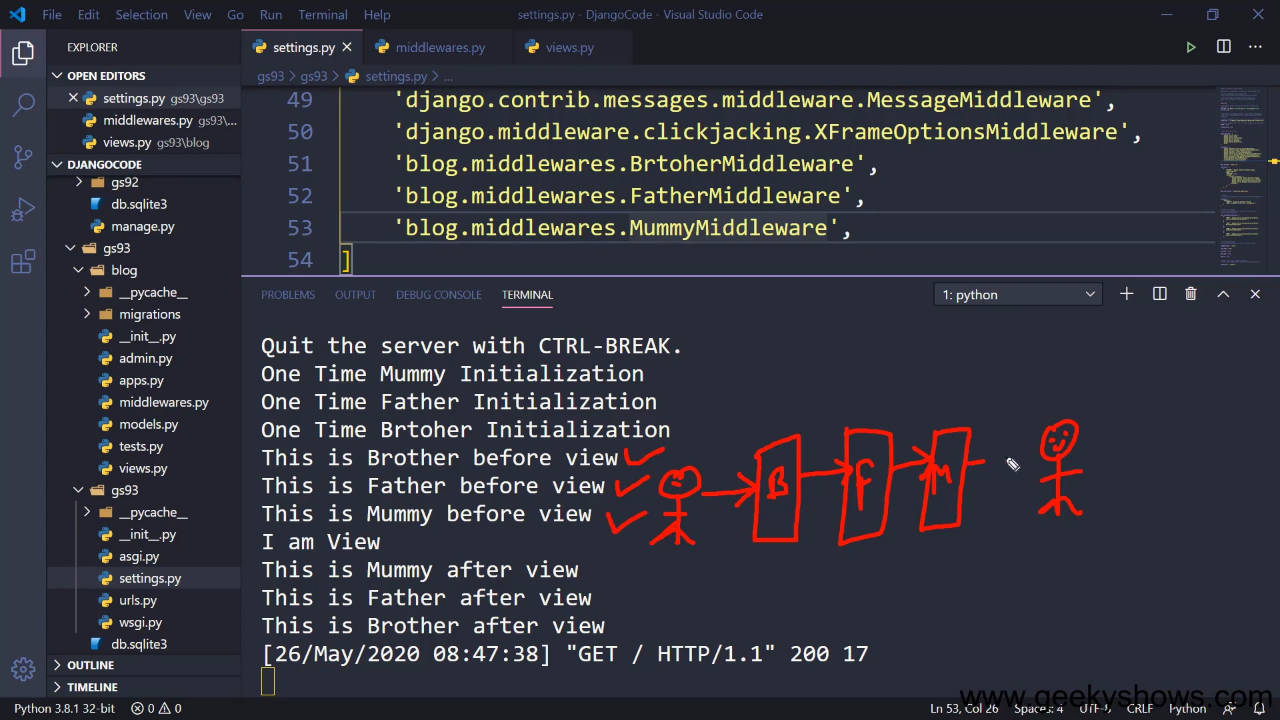 File Edit Selection View Go Run Terminal Help
settings.py - DjangoCode - Visual Studio Code
EXPLORER
settings.py
middlewares.py
views.py
OPEN EDITORS
gs93 > gs93 > settings.py > ...
settings.py gs93\gs93
middlewares.py gs93\...
views.py gs93\blog
DJANGOCODE
gs92
db.sqlite3
manage.py
gs93
blog
__pycache__
migrations
__init__.py
admin.py
apps.py
middlewares.py
models.py
tests.py
views.py
gs93
__pycache__
__init__.py
asgi.py
settings.py
urls.py
wsgi.py
db.sqlite3
OUTLINE
TIMELINE
49 'django.contrib.messages.middleware.MessageMiddleware',
50 'django.middleware.clickjacking.XFrameOptionsMiddleware',
51 'blog.middlewares.BrtoherMiddleware',
52 'blog.middlewares.FatherMiddleware',
53 'blog.middlewares.MummyMiddleware',
54 ]
PROBLEMS OUTPUT DEBUG CONSOLE TERMINAL
1: python
Quit the server with CTRL-BREAK.
One Time Mummy Initialization
One Time Father Initialization
One Time Brtoher Initialization
This is Brother before view
This is Father before view
This is Mummy before view
I am View
This is Mummy after view
This is Father after view
This is Brother after view
[26/May/2020 08:47:38] "GET / HTTP/1.1" 200 17
B F M
www.geekyshows.com
Python 3.8.1 32-bit
0
0
Ln 53, Col 26 Spaces: 4 UTF-8 CRLF Python